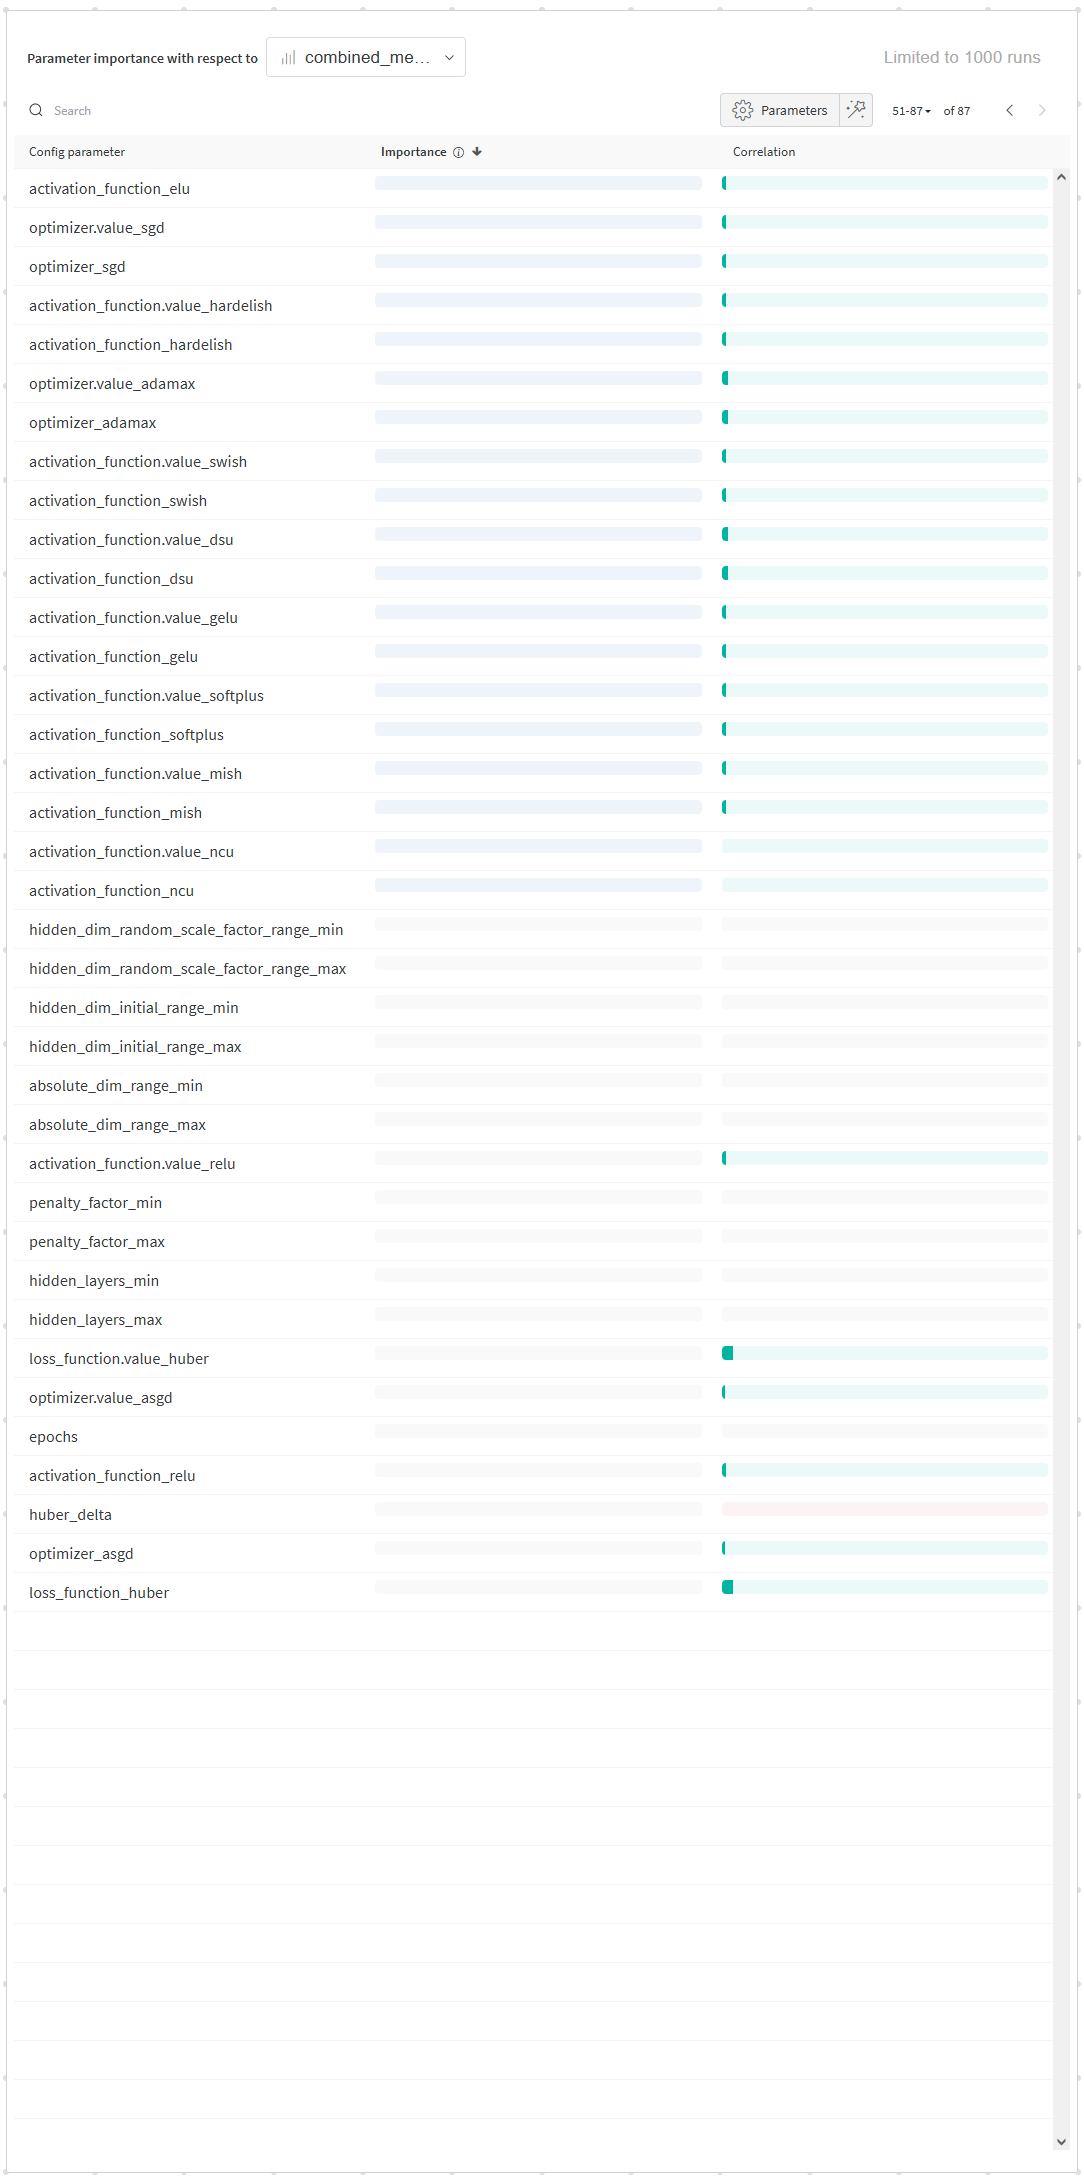 Parameter importance with respect to combined_me...
Limited to 1000 runs
Search
Parameters
51-87 of 87
Config parameter Importance Correlation
activation_function_elu
optimizer.value_sgd
optimizer_sgd
activation_function.value_hardelish
activation_function_hardelish
optimizer.value_adamax
optimizer_adamax
activation_function.value_swish
activation_function_swish
activation_function.value_dsu
activation_function_dsu
activation_function.value_gelu
activation_function_gelu
activation_function.value_softplus
activation_function_softplus
activation_function.value_mish
activation_function_mish
activation_function.value_ncu
activation_function_ncu
hidden_dim_random_scale_factor_range_min
hidden_dim_random_scale_factor_range_max
hidden_dim_initial_range_min
hidden_dim_initial_range_max
absolute_dim_range_min
absolute_dim_range_max
activation_function.value_relu
penalty_factor_min
penalty_factor_max
hidden_layers_min
hidden_layers_max
loss_function.value_huber
optimizer.value_asgd
epochs
activation_function_relu
huber_delta
optimizer_asgd
loss_function_huber